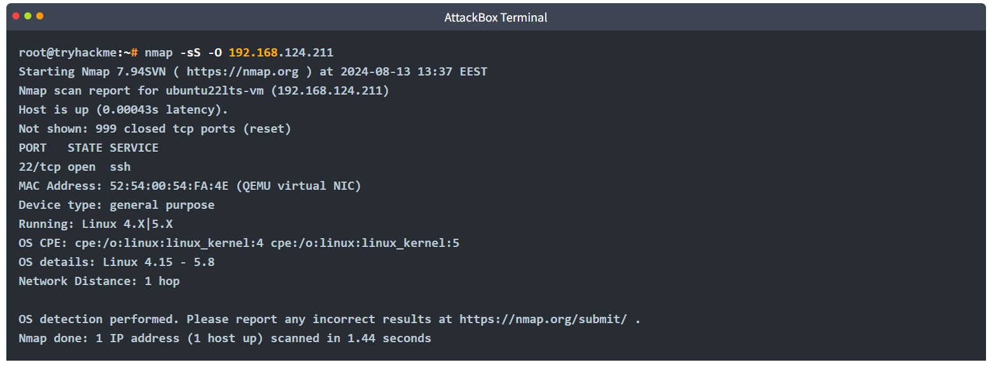 AttackBox Terminal
root@tryhackme:~# nmap -sS -O 192.168.124.211
Starting Nmap 7.94SVN ( https://nmap.org ) at 2024-08-13 13:37 EEST
Nmap scan report for ubuntu22lts-vm (192.168.124.211)
Host is up (0.00043s latency).
Not shown: 999 closed tcp ports (reset)
PORT   STATE SERVICE
22/tcp open  ssh
MAC Address: 52:54:00:54:FA:4E (QEMU virtual NIC)
Device type: general purpose
Running: Linux 4.X|5.X
OS CPE: cpe:/o:linux:linux_kernel:4 cpe:/o:linux:linux_kernel:5
OS details: Linux 4.15 - 5.8
Network Distance: 1 hop
OS detection performed. Please report any incorrect results at https://nmap.org/submit/ .
Nmap done: 1 IP address (1 host up) scanned in 1.44 seconds